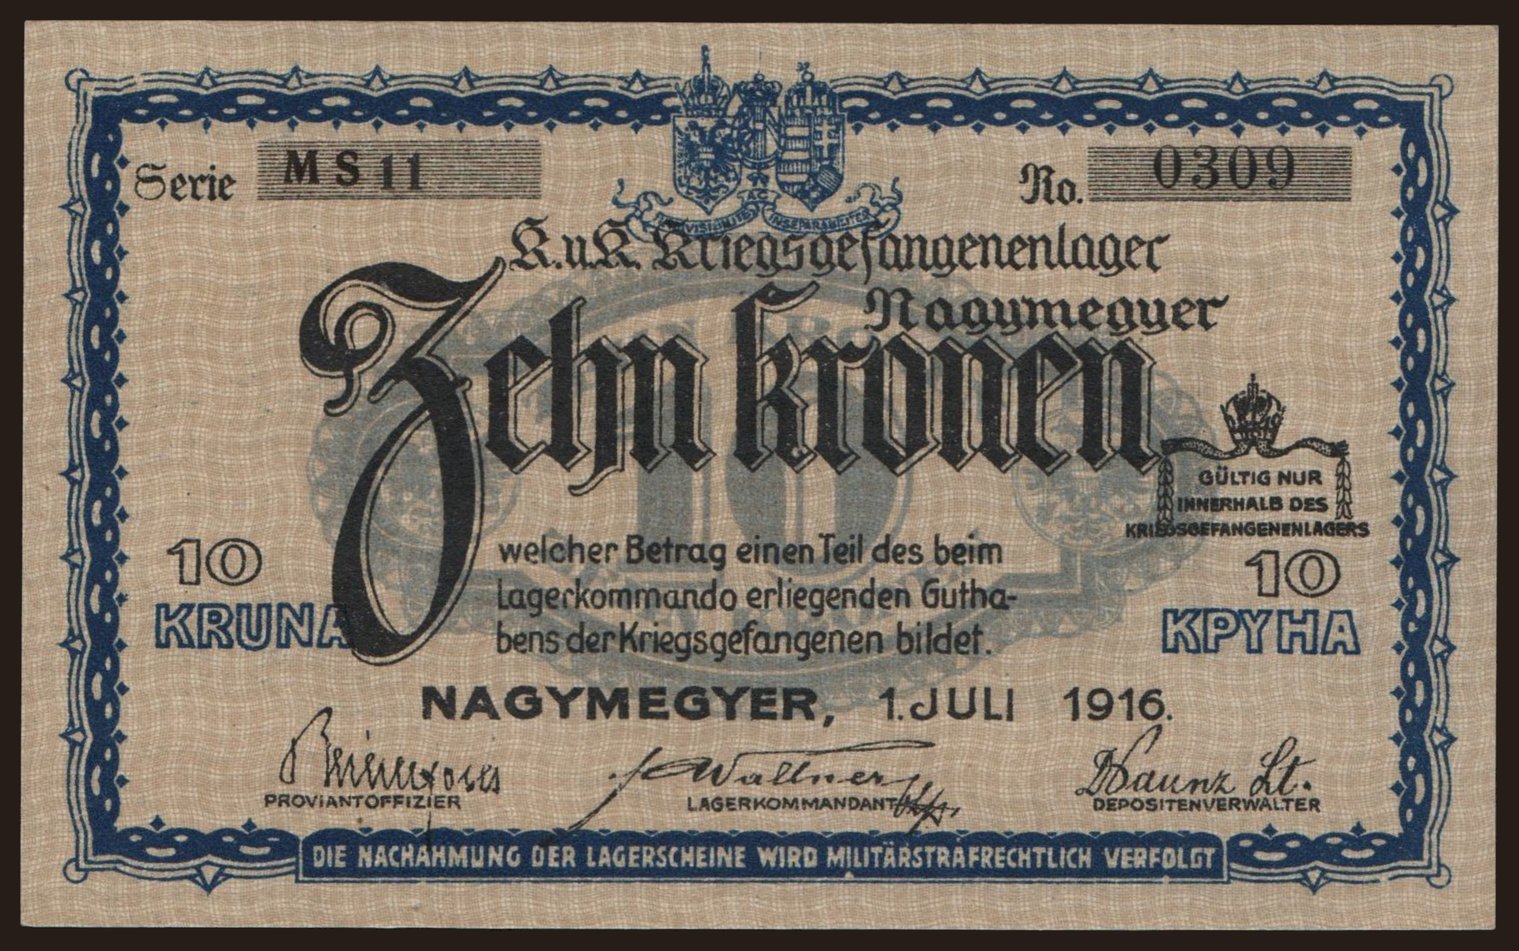 Serie MS 11
No. 0309
K.u.K. Kriegsgefangenenlager
Nagymegyer
Zehn Kronen
GÜLTIG NUR
INNERHALB DES
KRIEGSGEFANGENENLAGERS
welcher Betrag einen Teil des beim
Lagerkommando erliegenden Gutha-
bens der Kriegsgefangenen bildet.
10
KRUNA
10
КРУНА
NAGYMEGYER, 1. JULI 1916.
Wallner
Lt.
PROVIANTOFFIZIER
LAGERKOMMANDANT
DEPOSITENVERWALTER
DIE NACHAHMUNG DER LAGERSCHEINE WIRD MILITÄRSTRAFRECHTLICH VERFOLGT